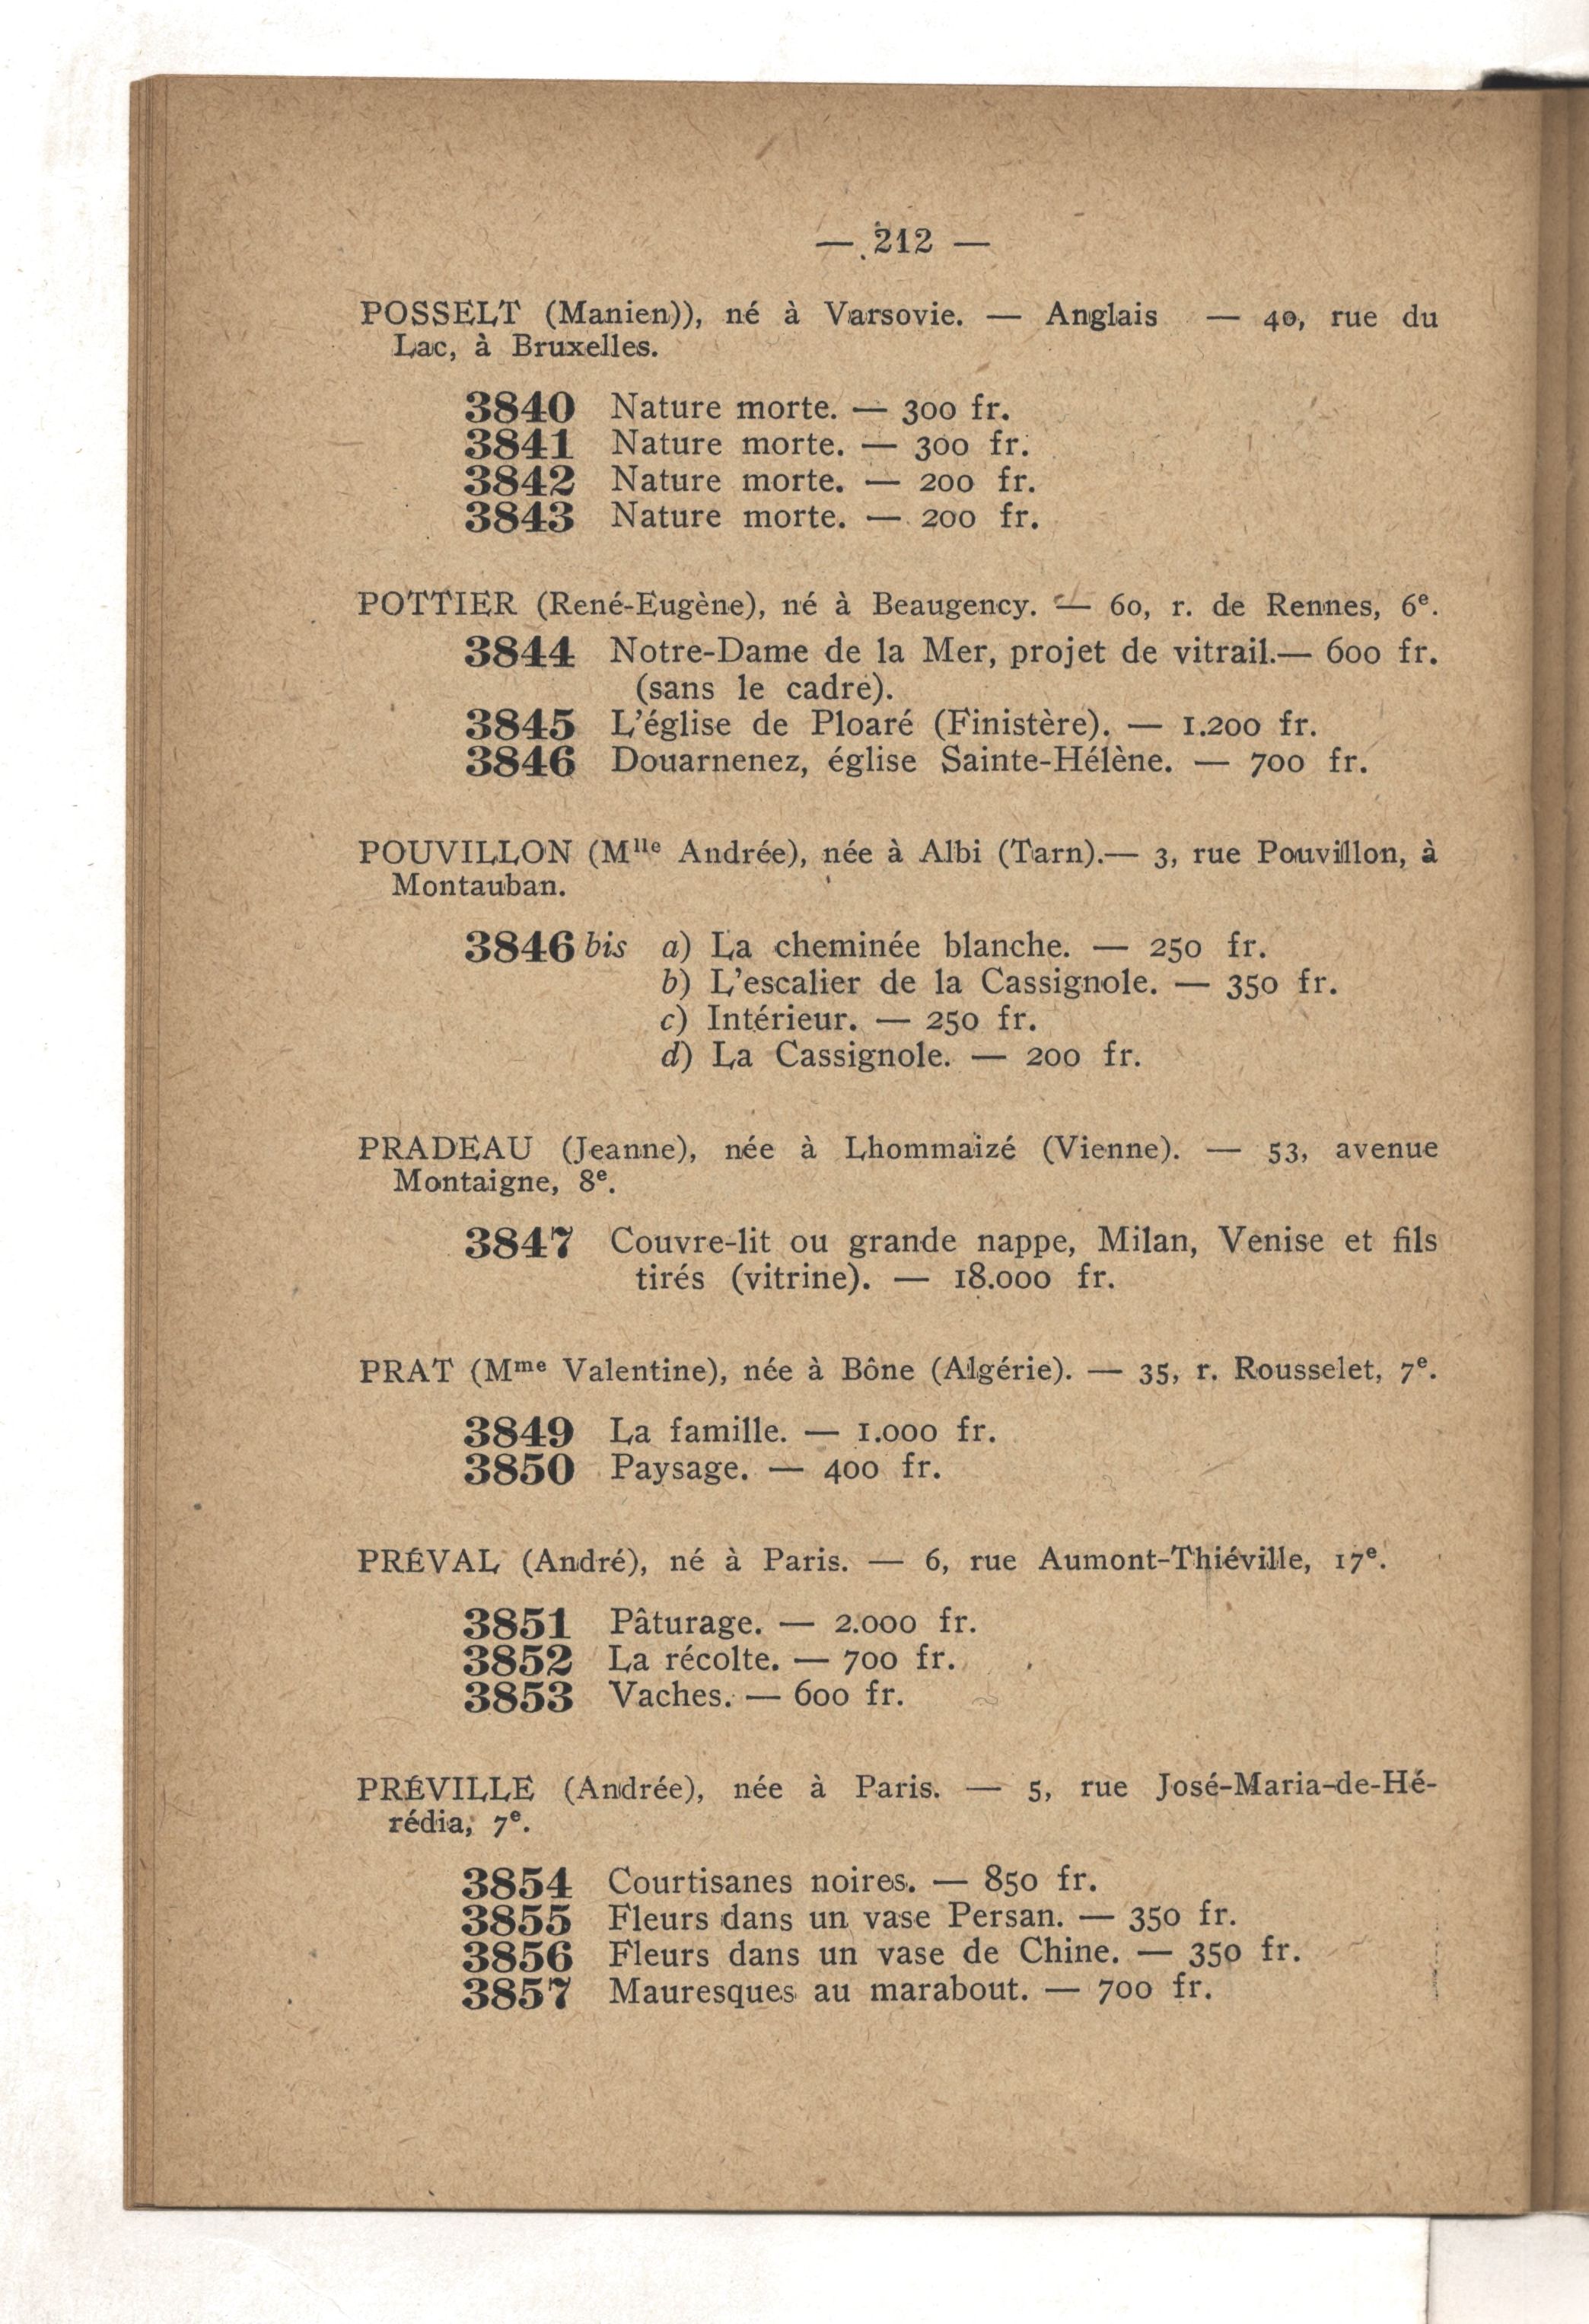 — 212 —
POSSELT (Manien)), né à Varsovie. — Anglais — 40, rue du
Lac, à Bruxelles.
3840 Nature morte. — 300 fr.
3841 Nature morte. — 300 fr.
3842 Nature morte. — 200 fr.
3843 Nature morte. — 200 fr.
POTTIER (René-Eugène), né à Beaugency. — 60, r. de Rennes, 6e.
3844 Notre-Dame de la Mer, projet de vitrail.— 600 fr.
(sans le cadre).
3845 L'église de Ploaré (Finistère). — 1.200 fr.
3846 Douarnenez, église Sainte-Hélène. — 700 fr.
POUVILLON (Mlle Andrée), née à Albi (Tarn).— 3, rue Pouvillon, à
Montauban.
3846 bis a) La cheminée blanche. — 250 fr.
b) L'escalier de la Cassignole. — 350 fr.
c) Intérieur. — 250 fr.
d) La Cassignole. — 200 fr.
PRADEAU (Jeanne), née à Lhommaizé (Vienne). — 53, avenue
Montaigne, 8e.
3847 Couvre-lit ou grande nappe, Milan, Venise et fils
tirés (vitrine). — 18.000 fr.
PRAT (Mme Valentine), née à Bône (Algérie). — 35, r. Rousselet, 7e.
3849 La famille. — 1.000 fr.
3850 Paysage. — 400 fr.
PRÉVAL (André), né à Paris. — 6, rue Aumont-Thiéville, 17e.
3851 Pâturage. — 2.000 fr.
3852 La récolte. — 700 fr.
3853 Vaches. — 600 fr.
PRÉVILLE (Andrée), née à Paris. — 5, rue José-Maria-de-Hé-
rédia, 7e.
3854 Courtisanes noires. — 850 fr.
3855 Fleurs dans un vase Persan. — 350 fr.
3856 Fleurs dans un vase de Chine. — 350 fr.
3857 Mauresques au marabout. — 700 fr.